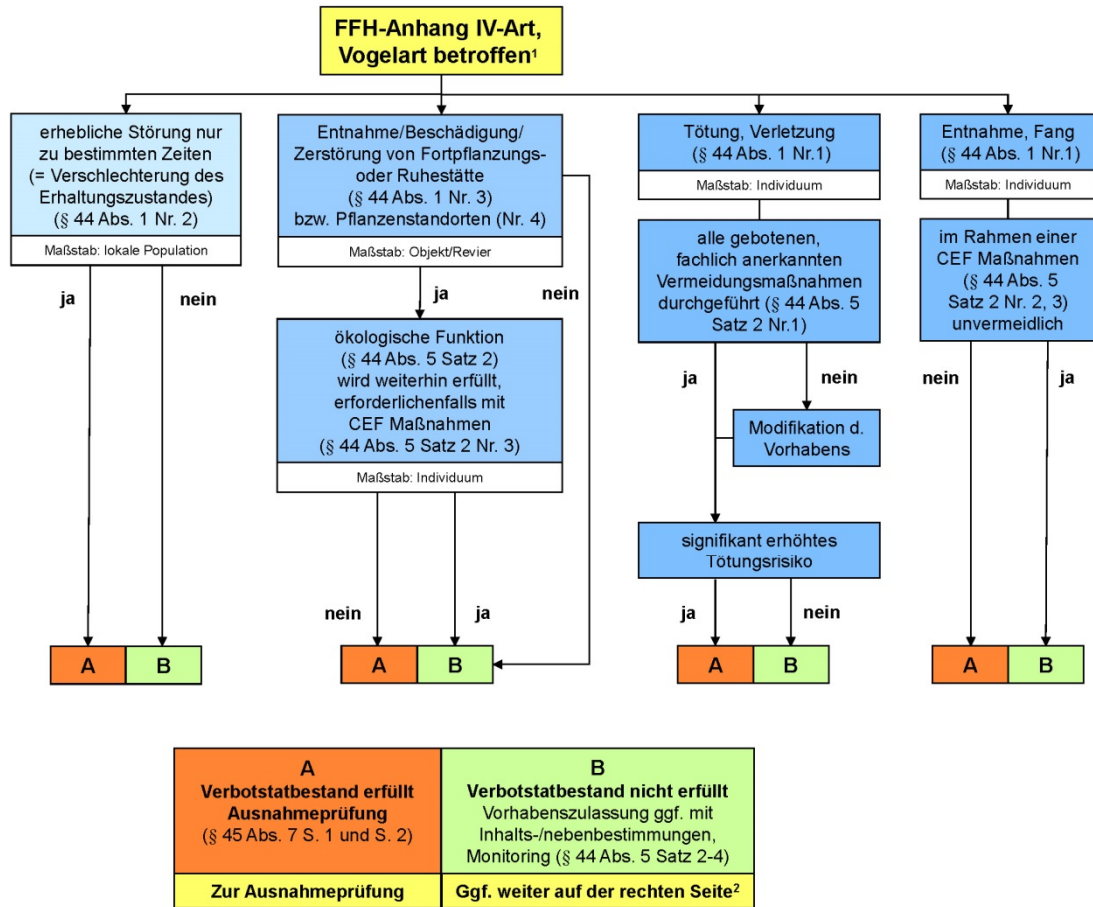 FFH-Anhang IV-Art,
Vogelart betroffen¹
erhebliche Störung nur
zu bestimmten Zeiten
(= Verschlechterung des
Erhaltungszustandes)
(§ 44 Abs. 1 Nr. 2)
Maßstab: lokale Population
ja
nein
Entnahme/Beschädigung/
Zerstörung von Fortpflanzungs-
oder Ruhestätte
(§ 44 Abs. 1 Nr. 3)
bzw. Pflanzenstandorten (Nr. 4)
Maßstab: Objekt/Revier
ja
nein
ökologische Funktion
(§ 44 Abs. 5 Satz 2)
wird weiterhin erfüllt,
erforderlichenfalls mit
CEF Maßnahmen
(§ 44 Abs. 5 Satz 2 Nr. 3)
Maßstab: Individuum
nein
ja
Tötung, Verletzung
(§ 44 Abs. 1 Nr.1)
Maßstab: Individuum
alle gebotenen,
fachlich anerkannten
Vermeidungsmaßnahmen
durchgeführt (§ 44 Abs. 5
Satz 2 Nr.1)
ja
nein
Modifikation d.
Vorhabens
signifikant erhöhtes
Tötungsrisiko
ja
nein
Entnahme, Fang
(§ 44 Abs. 1 Nr.1)
Maßstab: Individuum
im Rahmen einer
CEF Maßnahmen
(§ 44 Abs. 5
Satz 2 Nr. 2, 3)
unvermeidlich
nein
ja
A B
A B
A B
A B
A
Verbotstatbestand erfüllt
Ausnahmeprüfung
(§ 45 Abs. 7 S. 1 und S. 2)
Zur Ausnahmeprüfung
B
Verbotstatbestand nicht erfüllt
Vorhabenszulassung ggf. mit
Inhalts-/nebenbestimmungen,
Monitoring (§ 44 Abs. 5 Satz 2-4)
Ggf. weiter auf der rechten Seite²